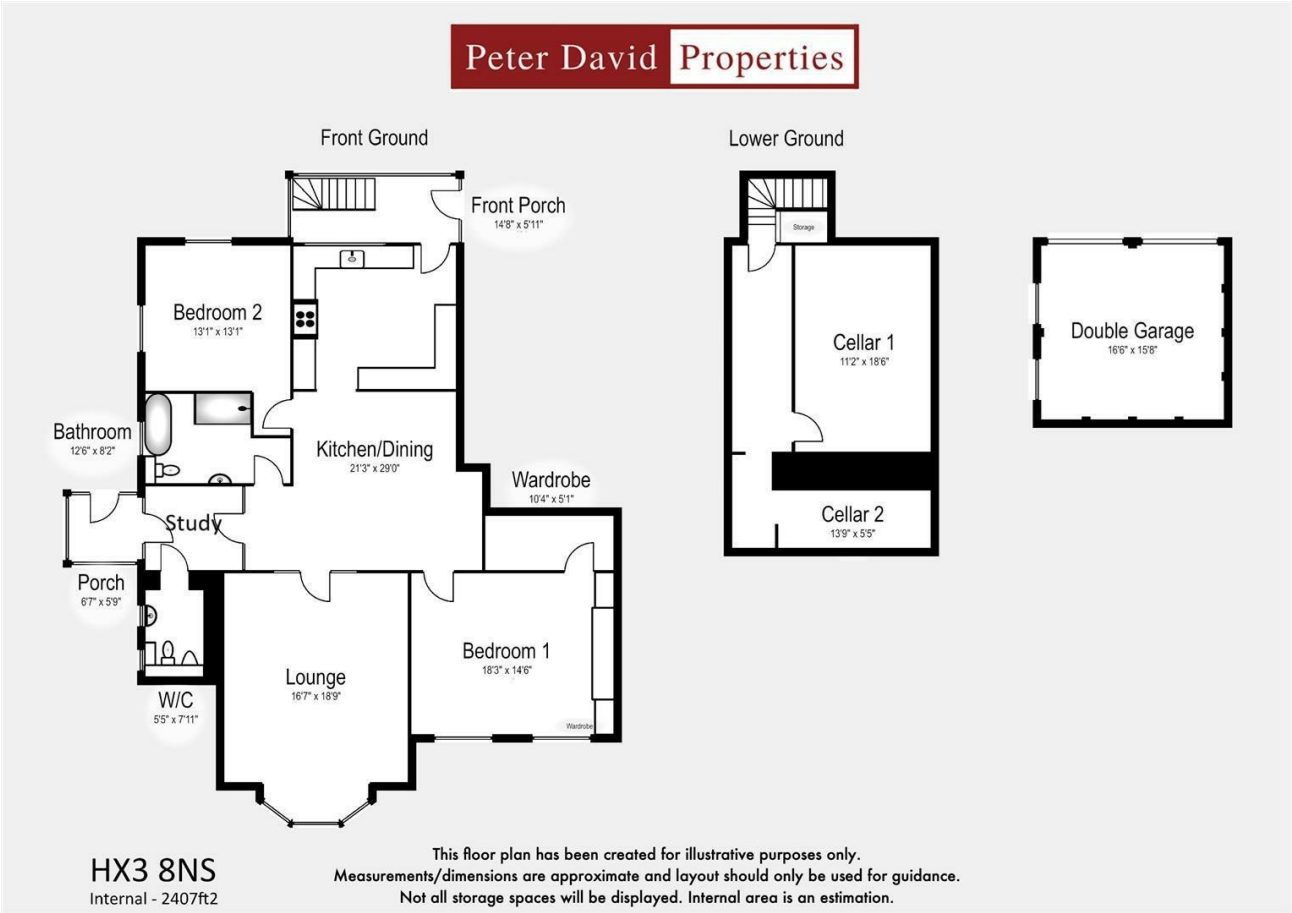 Peter David Properties
Front Ground
Front Porch
14'8" x 5'11"
Bedroom 2
13'1" x 13'1"
Bathroom
12'6" x 8'2"
Kitchen/Dining
21'3" x 29'0"
Wardrobe
10'4" x 5'1"
Study
Porch
6'7" x 5'9"
W/C
5'5" x 7'11"
Lounge
16'7" x 18'9"
Bedroom 1
18'3" x 14'6"
Wardrobe
Lower Ground
Storage
Cellar 1
11'2" x 18'6"
Cellar 2
13'9" x 5'5"
Double Garage
16'6" x 15'8"
HX3 8NS
Internal - 2407ft2
This floor plan has been created for illustrative purposes only.
Measurements/dimensions are approximate and layout should only be used for guidance.
Not all storage spaces will be displayed. Internal area is an estimation.